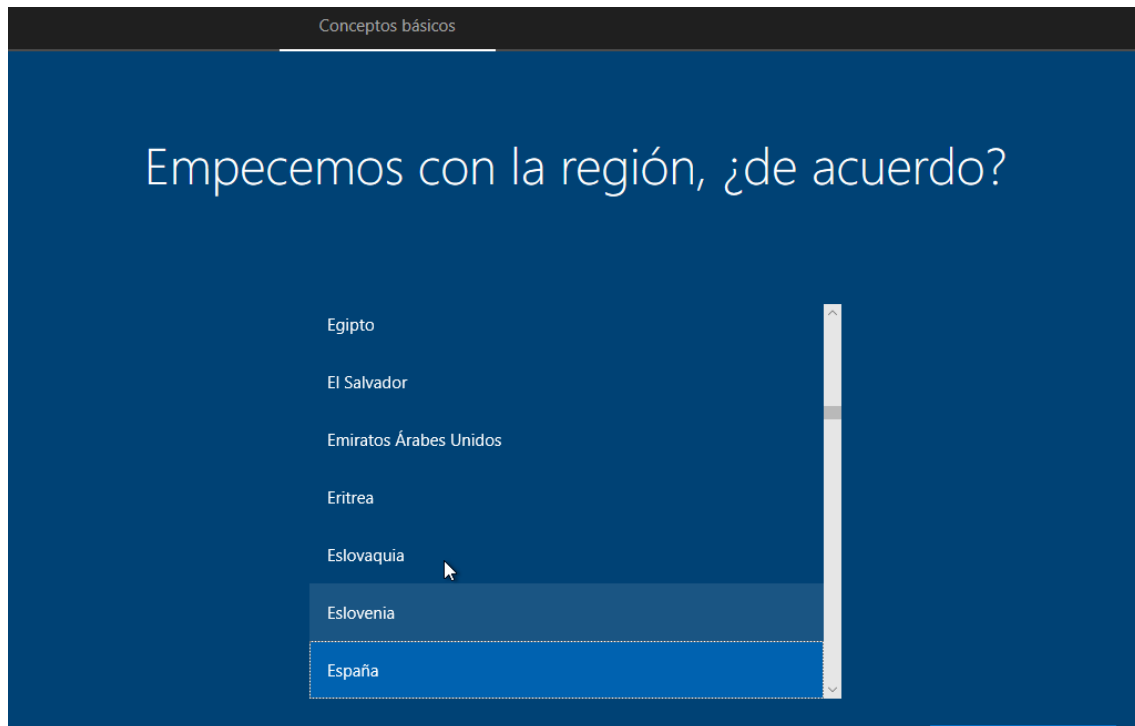 Conceptos básicos
Empecemos con la región, ¿de acuerdo?
Egipto
El Salvador
Emiratos Árabes Unidos
Eritrea
Eslovaquia
Eslovenia
España